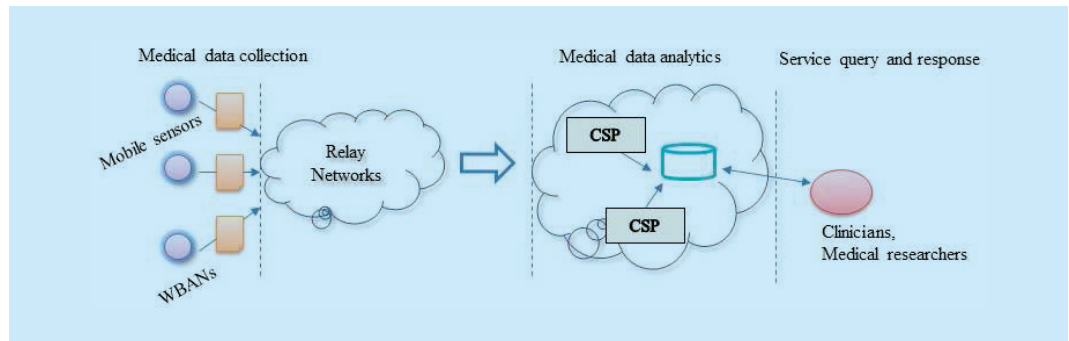 Medical data collection
Medical data analytics
Service query and response
Mobile sensors
Relay
Networks
CSP
CSP
WBANs
Clinicians,
Medical researchers